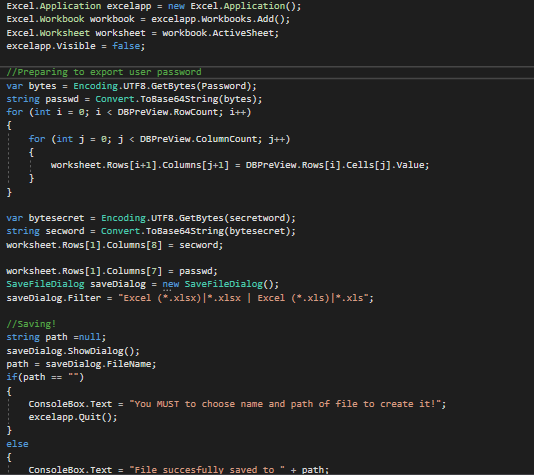 Excel.Application excelapp = new Excel.Application();
Excel.Workbook workbook = excelapp.Workbooks.Add();
Excel.Worksheet worksheet = workbook.ActiveSheet;
excelapp.Visible = false;
//Preparing to export user password
var bytes = Encoding.UTF8.GetBytes(Password);
string passwd = Convert.ToBase64String(bytes);
for (int i = 0; i < DBPreView.RowCount; i++)
{
for (int j = 0; j < DBPreView.ColumnCount; j++)
{
worksheet.Rows[i+1].Columns[j+1] = DBPreView.Rows[i].Cells[j].Value;
}
}
var bytesecret = Encoding.UTF8.GetBytes(secretword);
string secword = Convert.ToBase64String(bytesecret);
worksheet.Rows[1].Columns[8] = secword;
worksheet.Rows[1].Columns[7] = passwd;
SaveFileDialog saveDialog = new SaveFileDialog();
saveDialog.Filter = "Excel (*.xlsx)|*.xlsx | Excel (*.xls)|*.xls";
//Saving!
string path =null;
saveDialog.ShowDialog();
path = saveDialog.FileName;
if(path == "")
{
ConsoleBox.Text = "You MUST to choose name and path of file to create it!";
excelapp.Quit();
}
else
{
ConsoleBox.Text = "File succesfully saved to " + path;